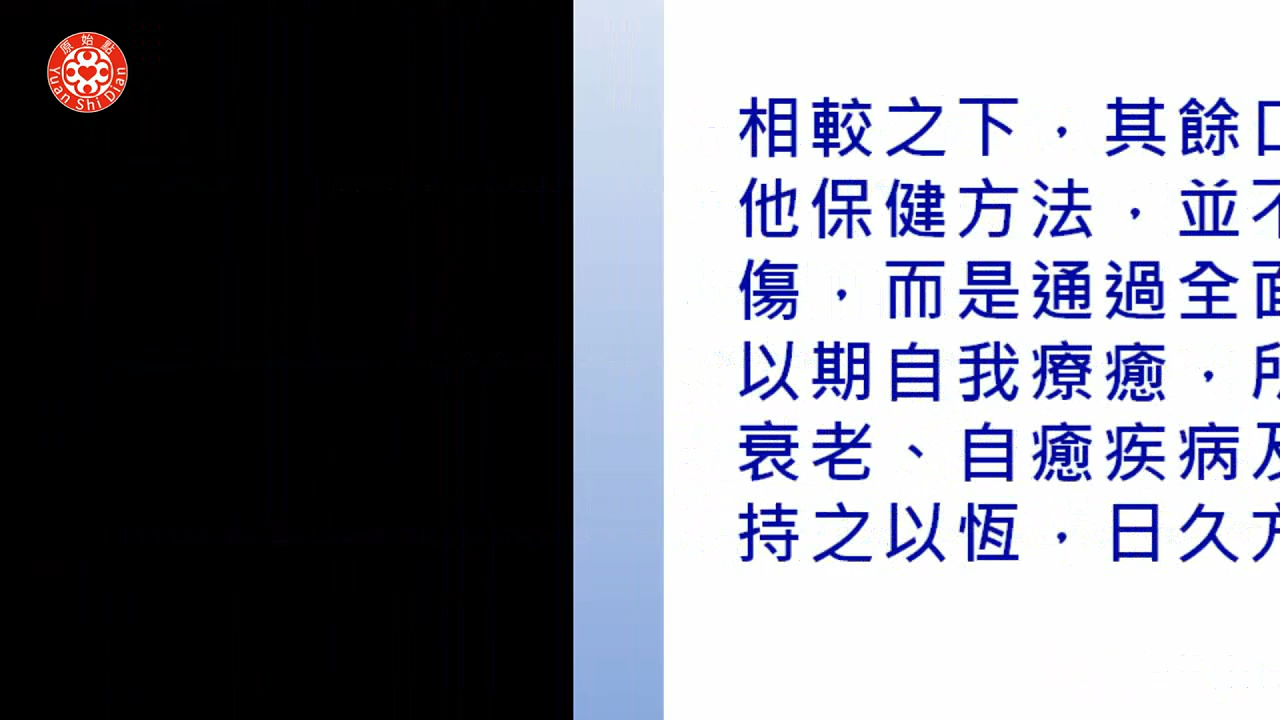 原始點
Yuan Shi Dian
相較之下，其餘
他保健方法，並
傷，而是通過全
以期自我療癒，
衰老、自癒疾病
持之以恆，日久